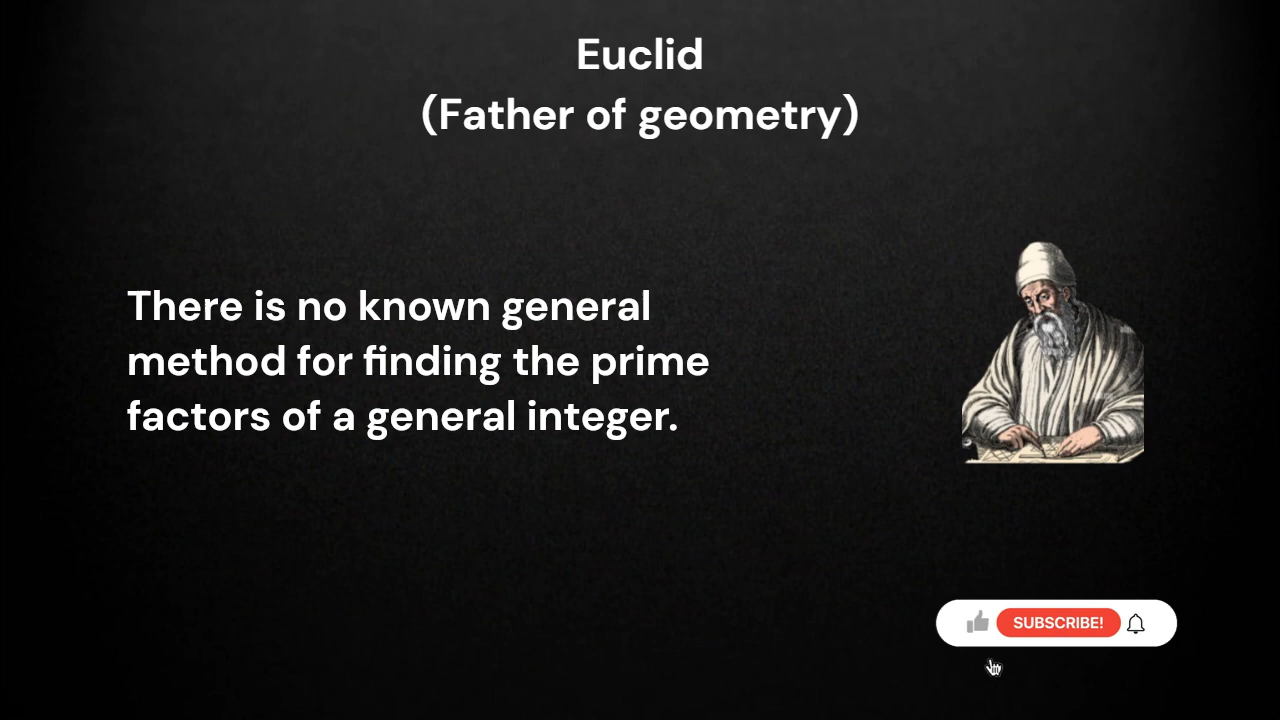 Euclid
(Father of geometry)
There is no known general
method for finding the prime
factors of a general integer.
SUBSCRIBE!